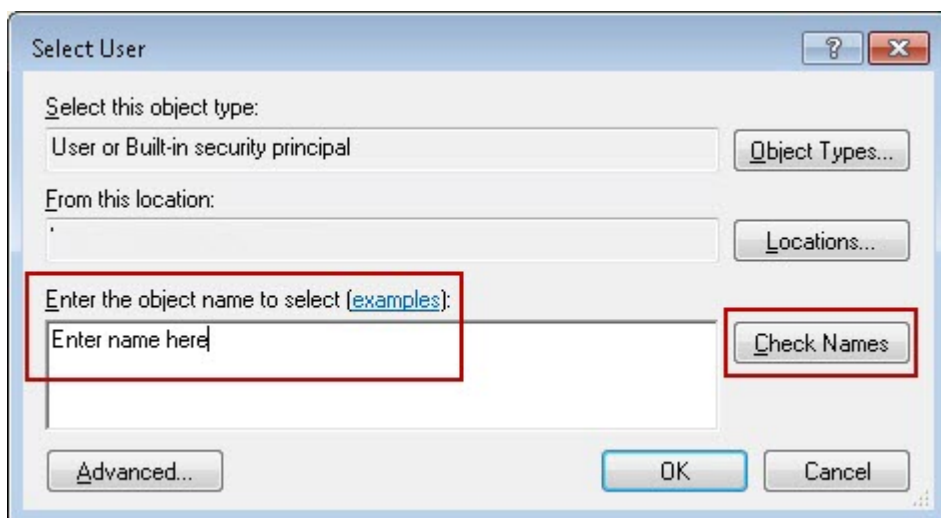 Select User
Select this object type:
User or Built-in security principal
Object Types...
From this location:
Locations...
Enter the object name to select (examples):
Enter name here
Check Names
Advanced...
OK
Cancel